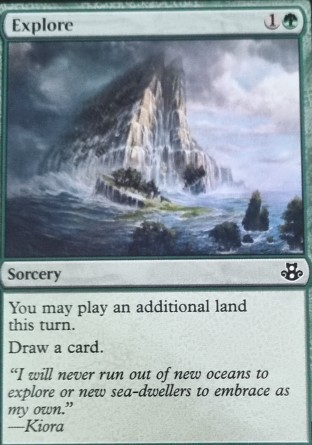 Explore 1
Sorcery
You may play an additional land
this turn.
Draw a card.
"I will never run out of new oceans to
explore or new sea-dwellers to embrace as
my own."
—Kiora